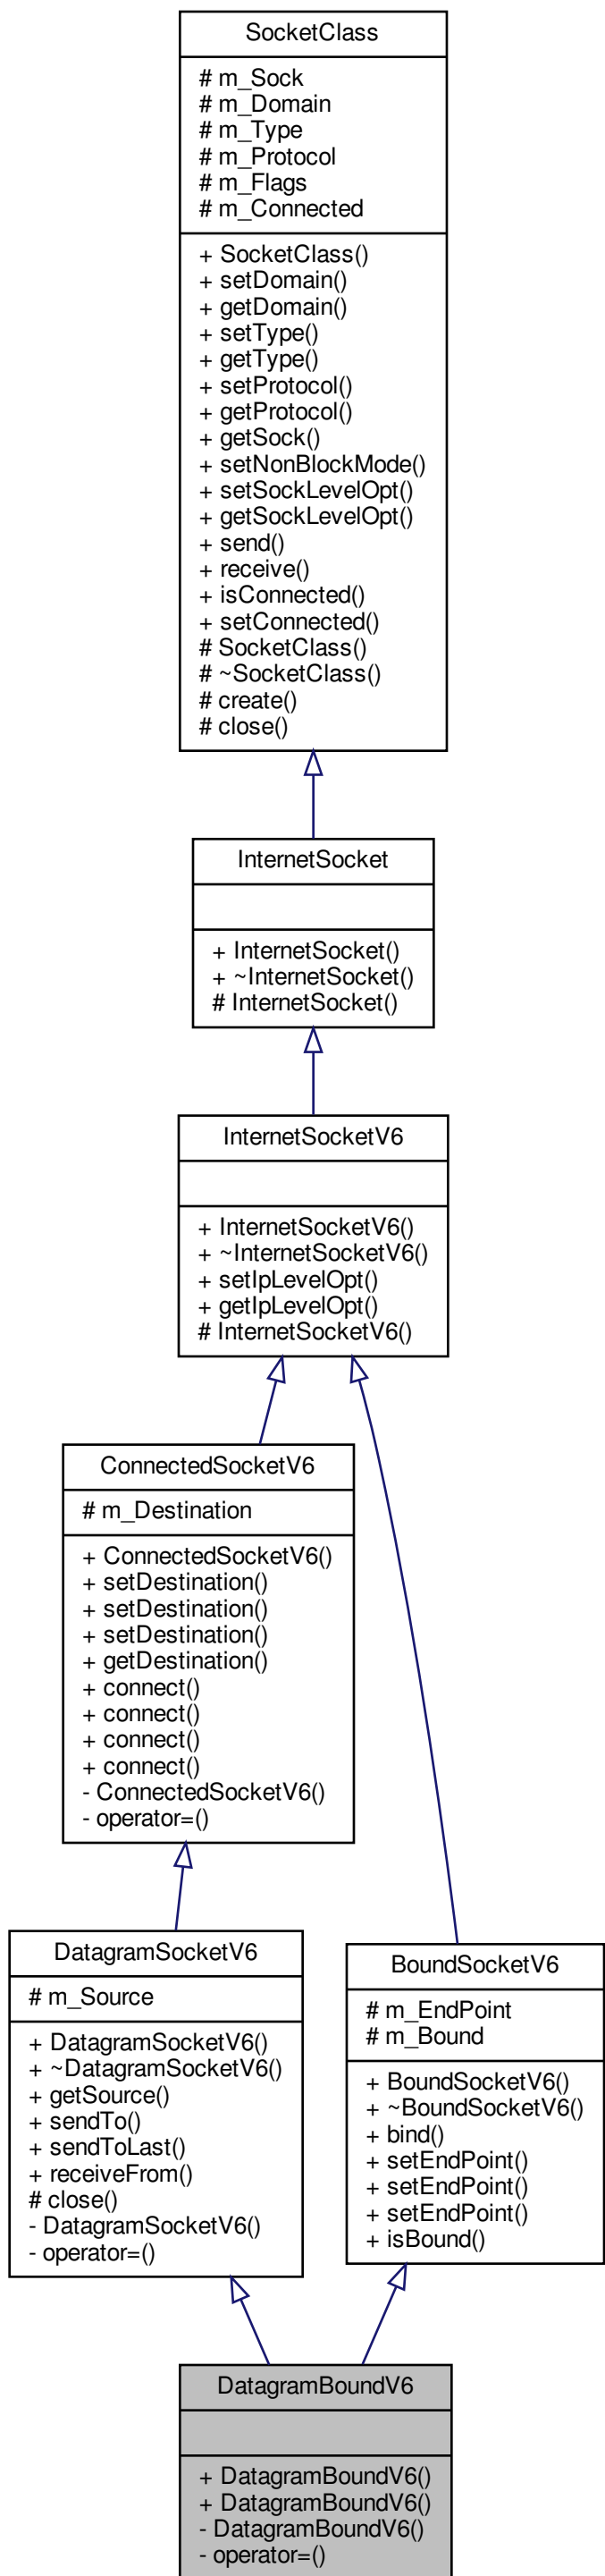 SocketClass
# m_Sock
# m_Domain
# m_Type
# m_Protocol
# m_Flags
# m_Connected
+ SocketClass()
+ setDomain()
+ getDomain()
+ setType()
+ getType()
+ setProtocol()
+ getProtocol()
+ getSock()
+ setNonBlockMode()
+ setSockLevelOpt()
+ getSockLevelOpt()
+ send()
+ receive()
+ isConnected()
+ setConnected()
# SocketClass()
# ~SocketClass()
# create()
# close()
InternetSocket
+ InternetSocket()
+ ~InternetSocket()
# InternetSocket()
InternetSocketV6
+ InternetSocketV6()
+ ~InternetSocketV6()
+ setIpLevelOpt()
+ getIpLevelOpt()
# InternetSocketV6()
ConnectedSocketV6
# m_Destination
+ ConnectedSocketV6()
+ setDestination()
+ setDestination()
+ setDestination()
+ getDestination()
+ connect()
+ connect()
+ connect()
+ connect()
- ConnectedSocketV6()
- operator=()
DatagramSocketV6
# m_Source
+ DatagramSocketV6()
+ ~DatagramSocketV6()
+ getSource()
+ sendTo()
+ sendToLast()
+ receiveFrom()
# close()
- DatagramSocketV6()
- operator=()
BoundSocketV6
# m_EndPoint
# m_Bound
+ BoundSocketV6()
+ ~BoundSocketV6()
+ bind()
+ setEndPoint()
+ setEndPoint()
+ setEndPoint()
+ isBound()
DatagramBoundV6
+ DatagramBoundV6()
+ DatagramBoundV6()
- DatagramBoundV6()
- operator=()